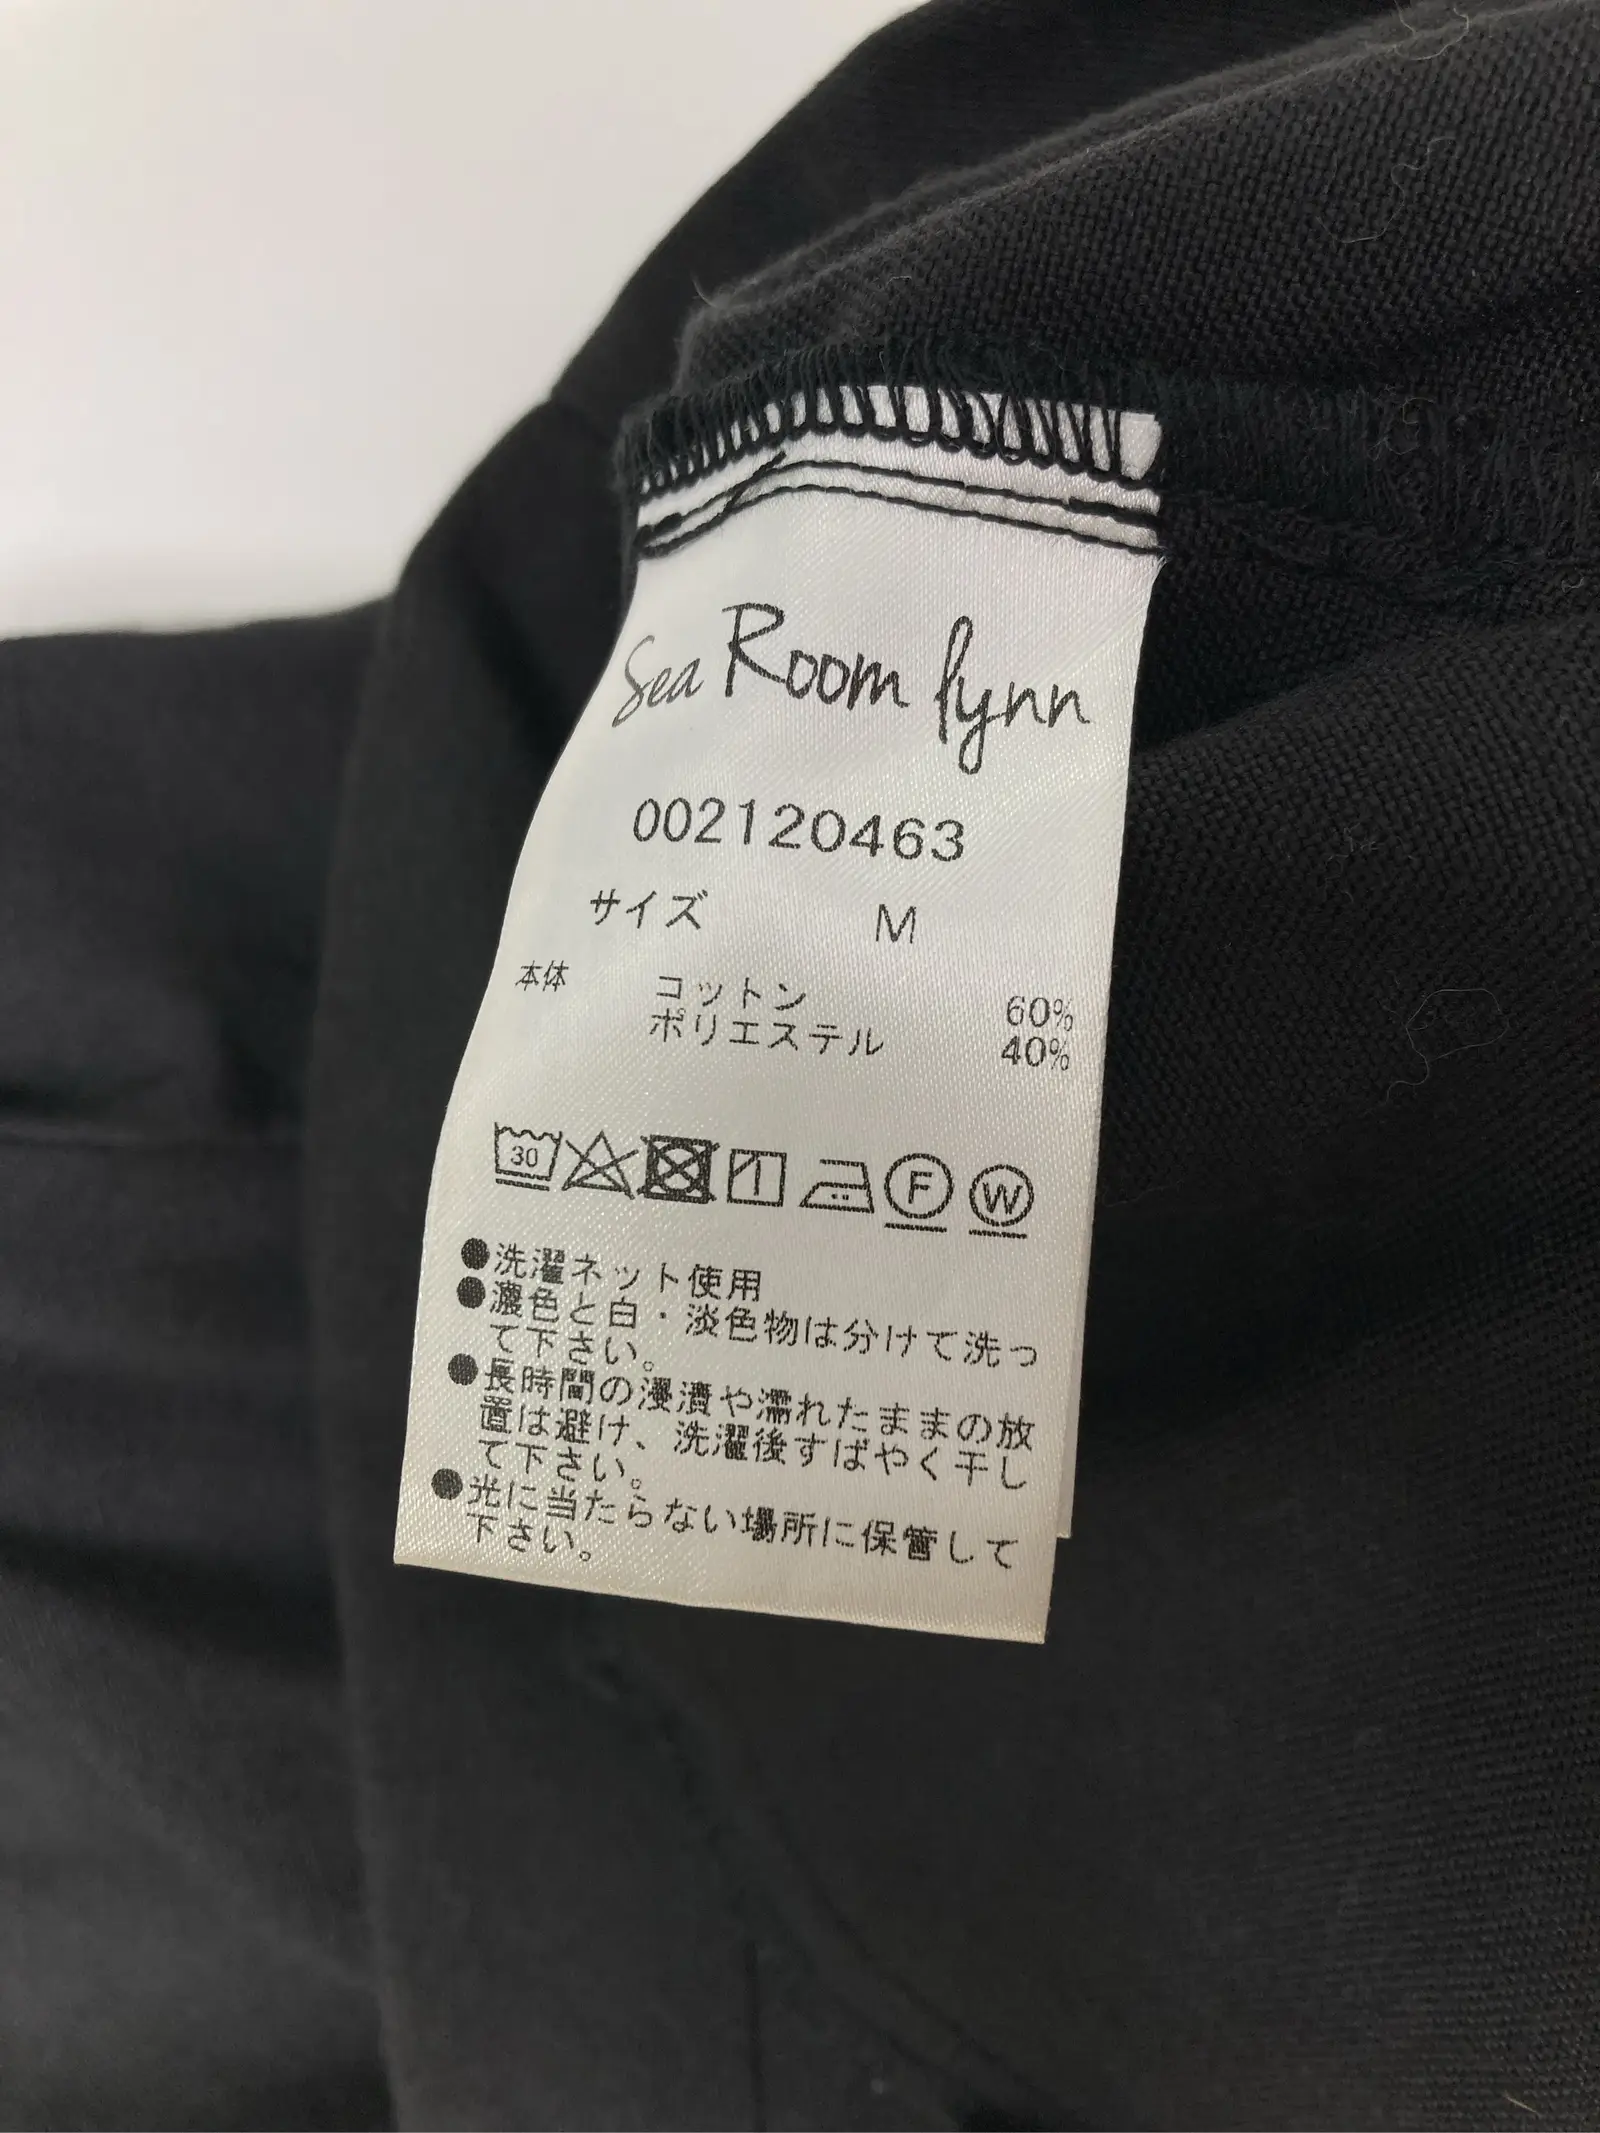 Sea Room lynn
002120463
サイズ M
本体 コットン 60%
ポリエステル 40%
30 F W
●洗濯ネット使用
●濃色と白・淡色物は分けて洗っ
て下さい。
●長時間の浸漬や濡れたままの放
置は避け、洗濯後すばやく干し
て下さい。
●光に当たらない場所に保管して
下さい。